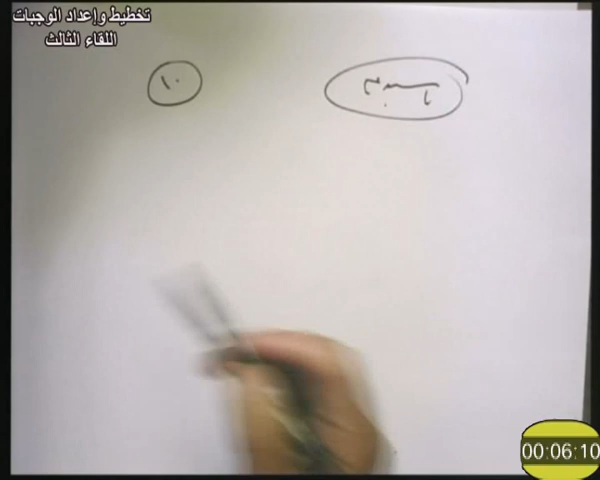 تخطيط وإعداد الوجبات
اللقاء الثالث
١٠
00:06:10